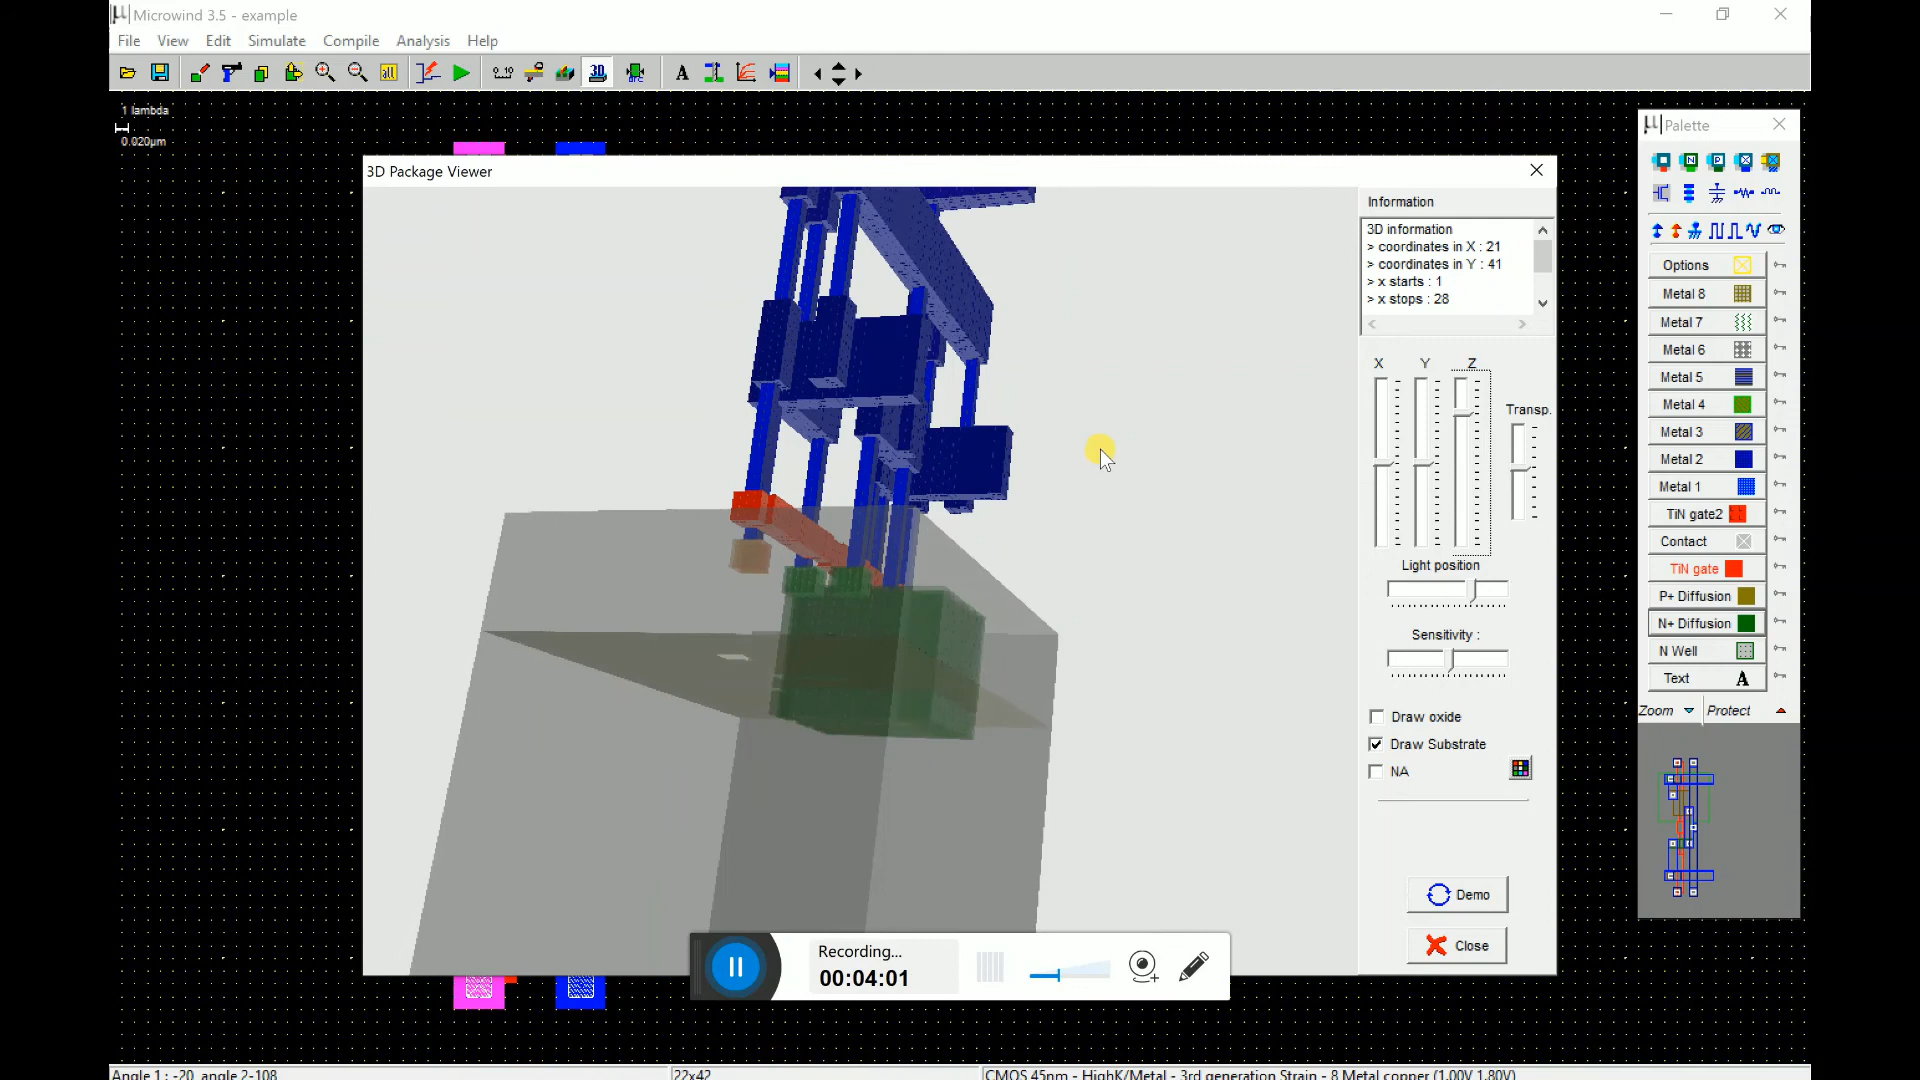 Microwind 3.5 - example
File View Edit Simulate Compile Analysis Help
1 lambda
0.020µm
3D Package Viewer
Information
3D information
> coordinates in X : 21
> coordinates in Y : 41
> x starts : 1
> x stops : 28
X Y Z
Transp.
Light position
Sensitivity :
Draw oxide
Draw Substrate
NA
Demo
Close
Recording...
00:04:01
Palette
Options
Metal 8
Metal 7
Metal 6
Metal 5
Metal 4
Metal 3
Metal 2
Metal 1
TiN gate2
Contact
TiN gate
P+ Diffusion
N+ Diffusion
N Well
Text A
Zoom Protect
Angle 1 : -20, angle 2-108
22x42
CMOS 45nm - HighK/Metal - 3rd generation Strain - 8 Metal copper (1.00V,1.80V)